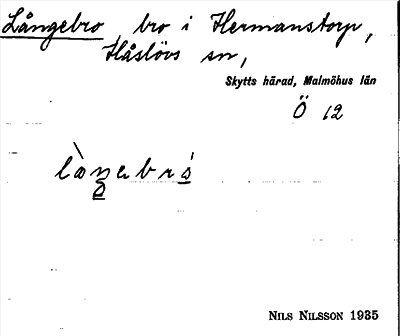 Långebro, bro i Hermanstorp,
Håslövs sn,
Skytts härad, Malmöhus län
Ö 12
NILS NILSSON 1935